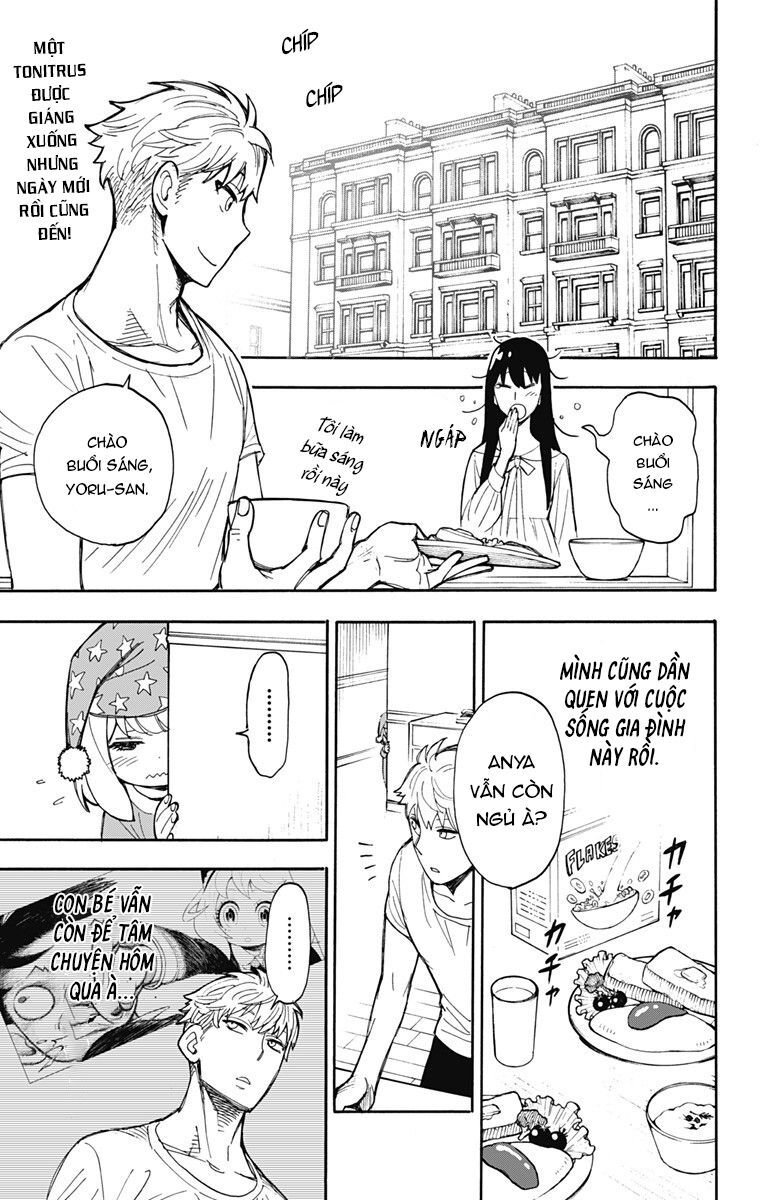 CHÍP
CHÍP
MỘT
TONITRUS
ĐƯỢC
GIÁNG
XUỐNG
NHƯNG
NGÀY MỚI
RỒI CŨNG
ĐẾN!
CHÀO
BUỔI
SÁNG
...
NGÁP
Tôi làm
bữa sáng
rồi này
CHÀO
BUỔI SÁNG,
YORU-SAN.
MÌNH CŨNG DẦN
QUEN VỚI CUỘC
SỐNG GIA ĐÌNH
NÀY RỒI.
FLAKES
カチャ
カチャ
ANYA
VẪN CÒN
NGỦ À?
.........
........
CON BÉ VẪN
CÒN ĐỂ TÂM
CHUYỆN HÔM
QUA À...